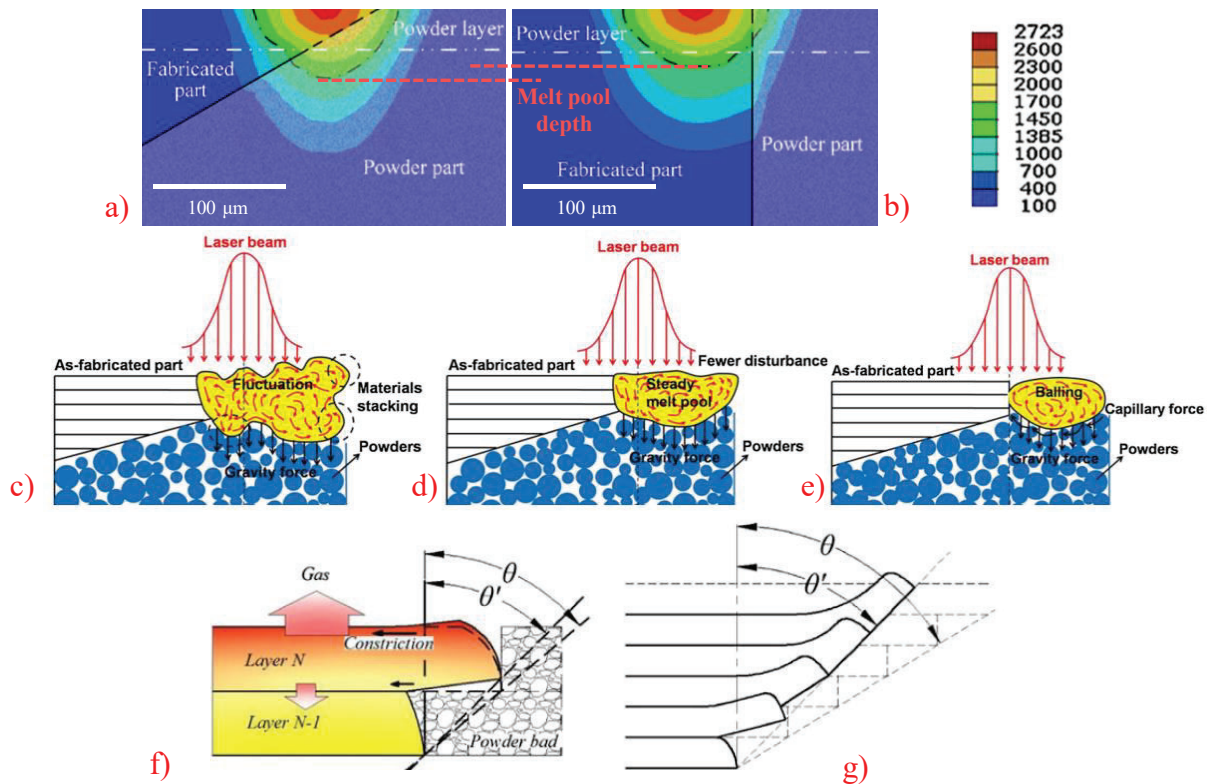 Powder layer
Fabricated
part
Powder part
100 µm
a)
Melt pool
depth
Powder layer
Fabricated part
Powder part
100 µm
b)
2723
2600
2300
2000
1700
1450
1385
1000
700
400
100
Laser beam
As-fabricated part
Fluctuation
Materials
stacking
Powders
Gravity force
c)
Laser beam
As-fabricated part
Fewer disturbance
Steady
melt pool
Powders
Gravity force
d)
Laser beam
As-fabricated part
Balling
Capillary force
Powders
Gravity force
e)
Gas
θ
θ'
Constriction
Layer N
Layer N-1
Powder bad
f)
θ
θ'
g)